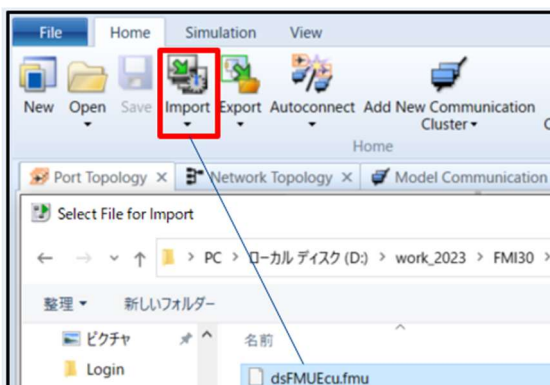 File Home Simulation View
New Open Save Import Export Autoconnect Add New Communication
Cluster
Home
Port Topology × Network Topology × Model Communication
Select File for Import
PC > ローカル ディスク (D:) > work_2023 > FMI30 >
整理 新しいフォルダー
ピクチャ 名前
Login dsFMUEcu.fmu